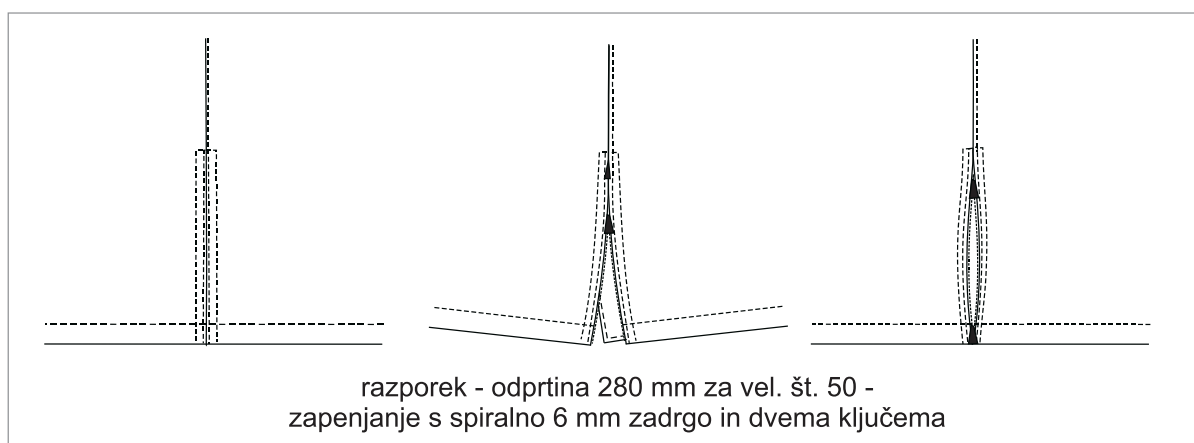 razporek - odprtina 280 mm za vel. št. 50 -
zapenjanje s spiralno 6 mm zadrgo in dvema ključema